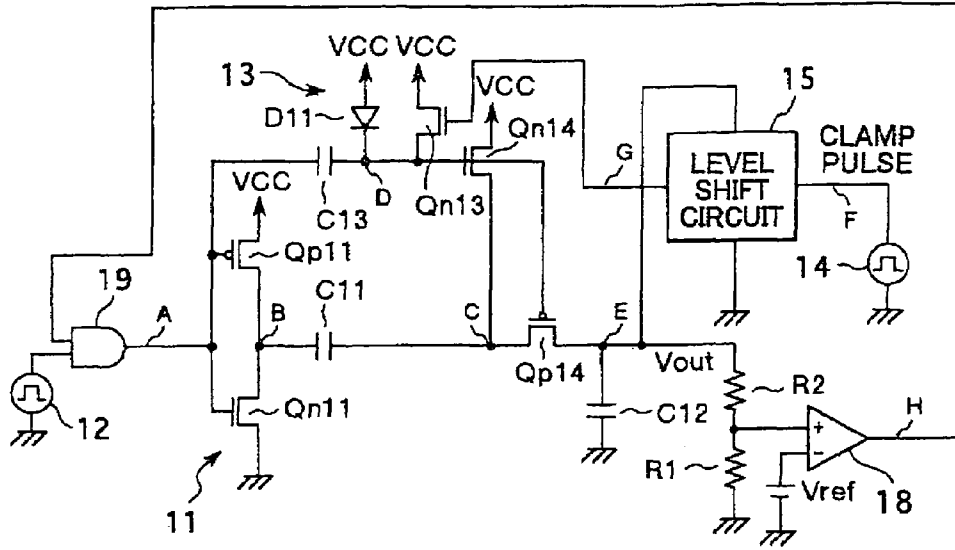 VCC
VCC
VCC
13
D11
Qn14
15
CLAMP
PULSE
G
LEVEL
SHIFT
CIRCUIT
D
Qn13
VCC
C13
F
Qp11
14
19
C11
A
B
C
E
Qp14
Vout
R2
12
Qn11
C12
H
+
−
R1
Vref
18
11